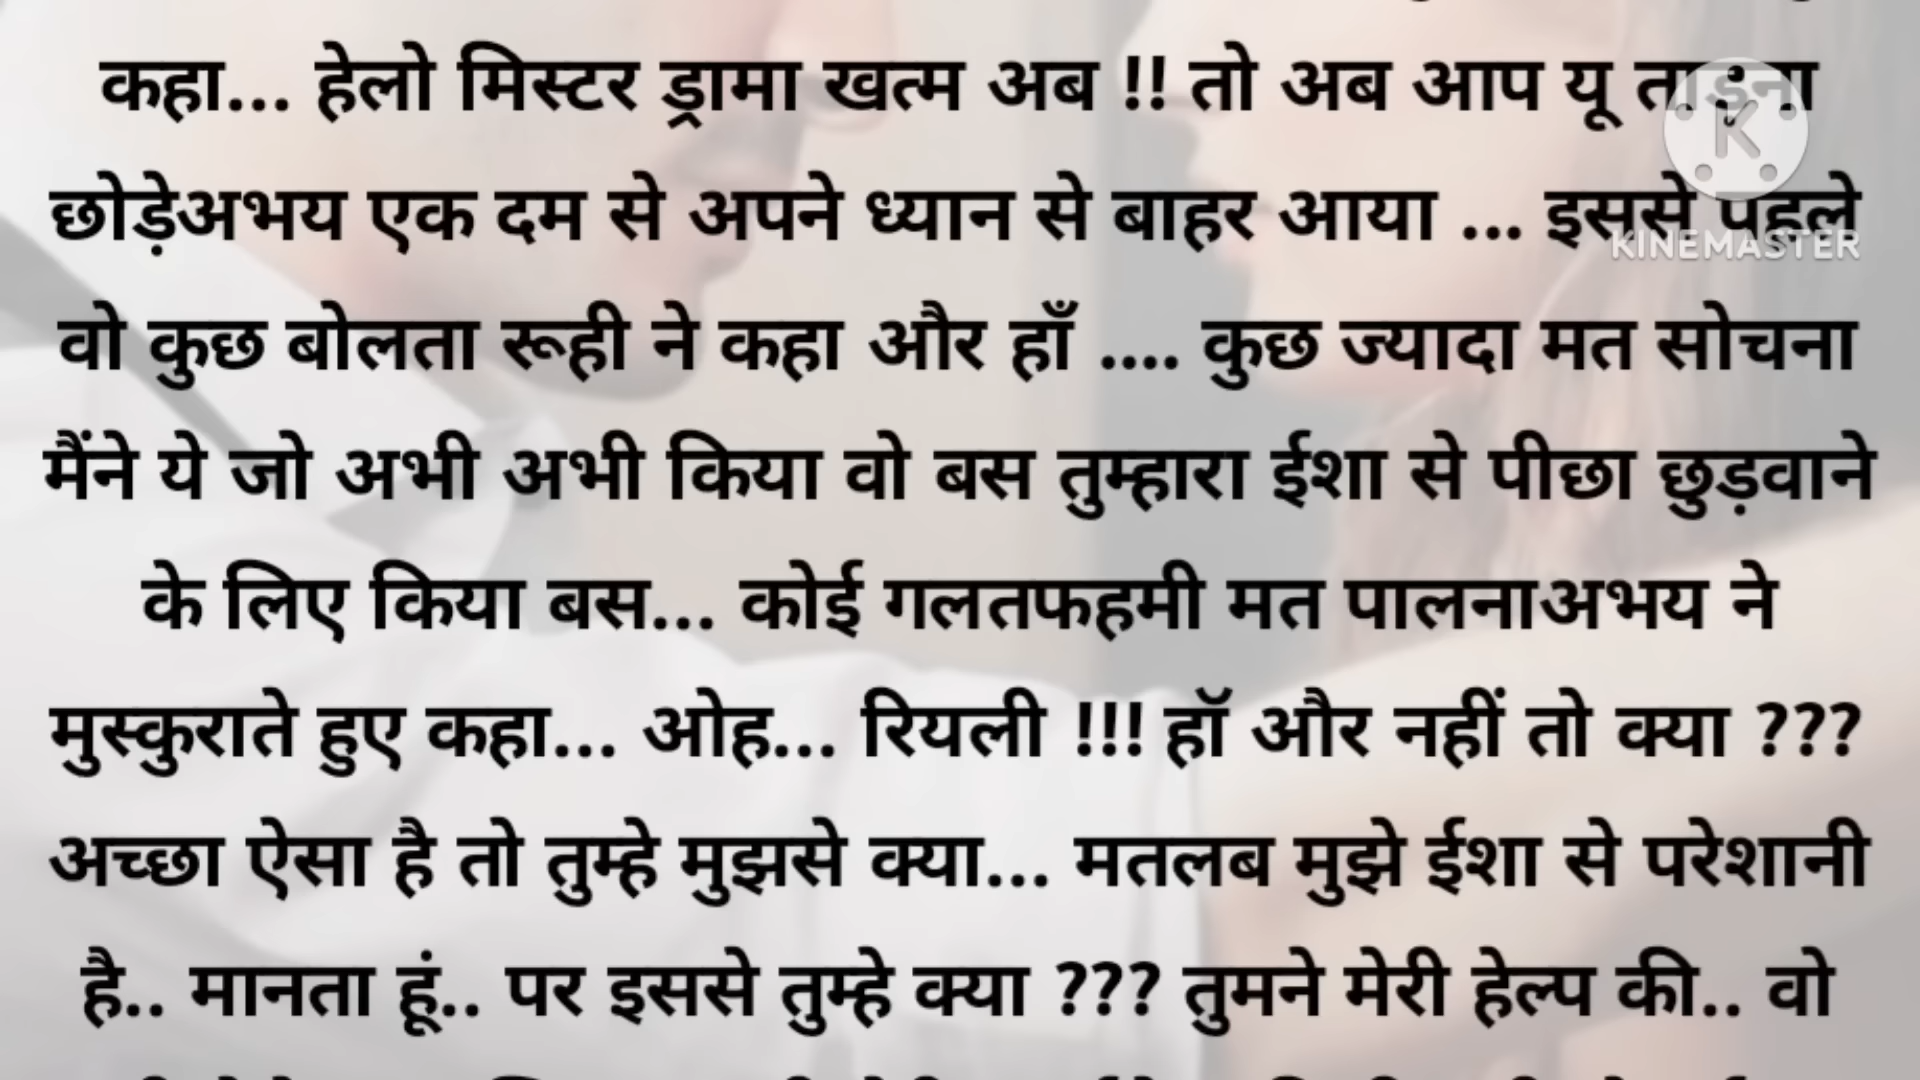 कहा... हेलो मिस्टर ड्रामा खत्म अब !! तो अब आप यू ताड़ना
छोड़ेअभय एक दम से अपने ध्यान से बाहर आया ... इससे पहले
KINEMASTER
वो कुछ बोलता रूही ने कहा और हाँ .... कुछ ज्यादा मत सोचना
मैंने ये जो अभी अभी किया वो बस तुम्हारा ईशा से पीछा छुड़वाने
के लिए किया बस... कोई गलतफहमी मत पालनाअभय ने
मुस्कुराते हुए कहा... ओह... रियली !!! हॉ और नहीं तो क्या ???
अच्छा ऐसा है तो तुम्हे मुझसे क्या... मतलब मुझे ईशा से परेशानी
है.. मानता हूं.. पर इससे तुम्हे क्या ??? तुमने मेरी हेल्प की.. वो